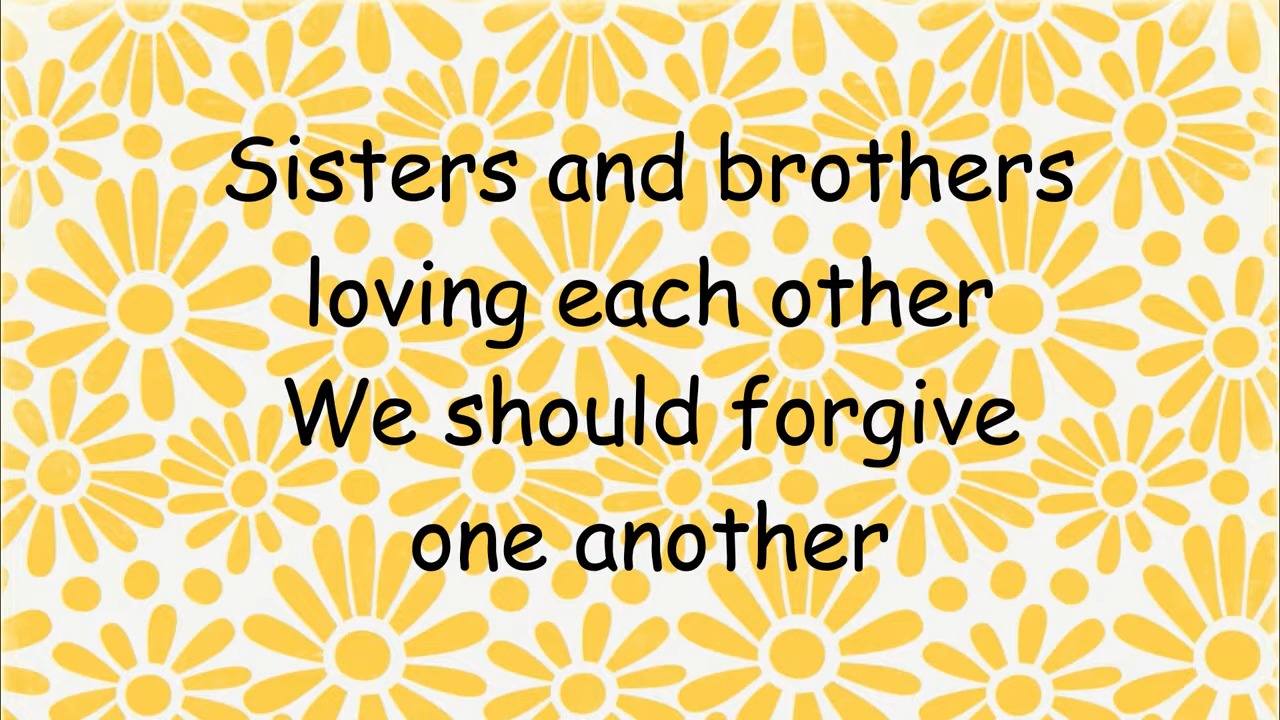 Sisters and brothers
loving each other
We should forgive
one another